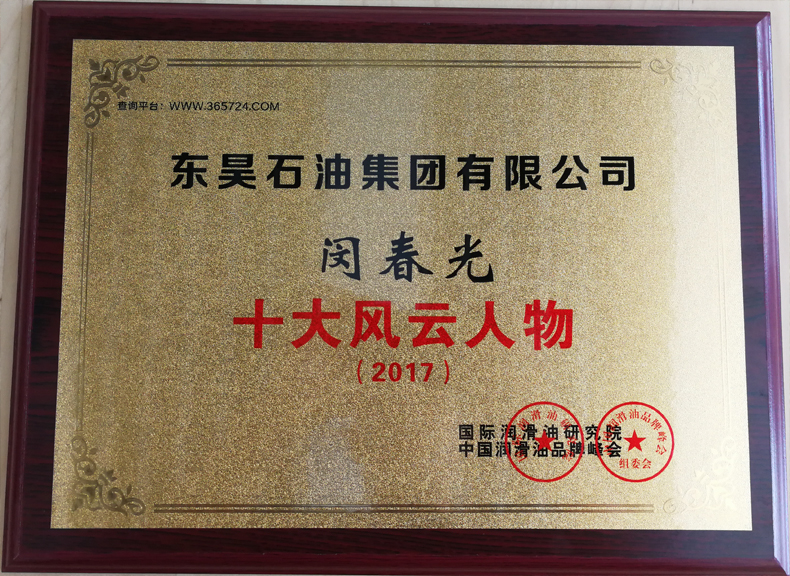 查询平台：WWW.365724.COM
东昊石油集团有限公司
闵春光
十大风云人物
（2017）
国际润滑油研究院
中国润滑油品牌峰会
组委会